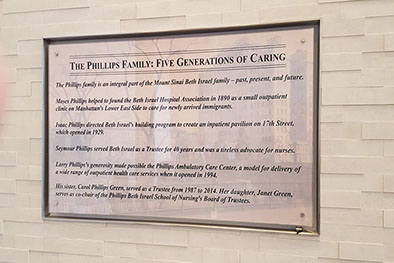 THE PHILLIPS FAMILY: FIVE GENERATIONS OF CARING
The Phillips family is an integral part of the Mount Sinai Beth Israel family – past, present, and future.
Moses Phillips helped to found the Beth Israel Hospital Association in 1890 as a small outpatient
clinic on Manhattan's Lower East Side to care for newly arrived immigrants.
Isaac Phillips directed Beth Israel's building program to create an inpatient pavilion on 17th Street,
which opened in 1929.
Seymour Phillips served Beth Israel as a Trustee for 40 years and was a tireless advocate for nurses.
Larry Phillips's generosity made possible the Phillips Ambulatory Care Center, a model for delivery of
a wide range of outpatient health care services when it opened in 1994.
His sister, Carol Phillips Green, served as a Trustee from 1987 to 2014. Her daughter, Janet Green,
serves as co-chair of the Phillips Beth Israel School of Nursing's Board of Trustees.